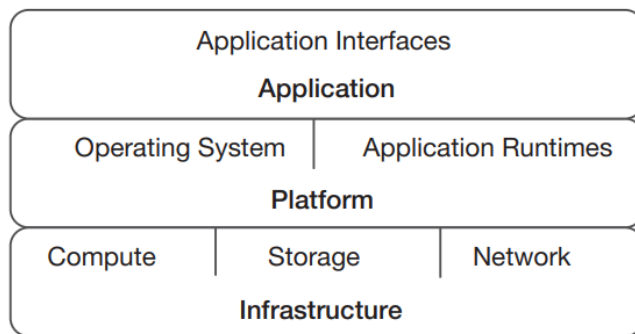 Application Interfaces
Application
Operating System Application Runtimes
Platform
Compute Storage Network
Infrastructure